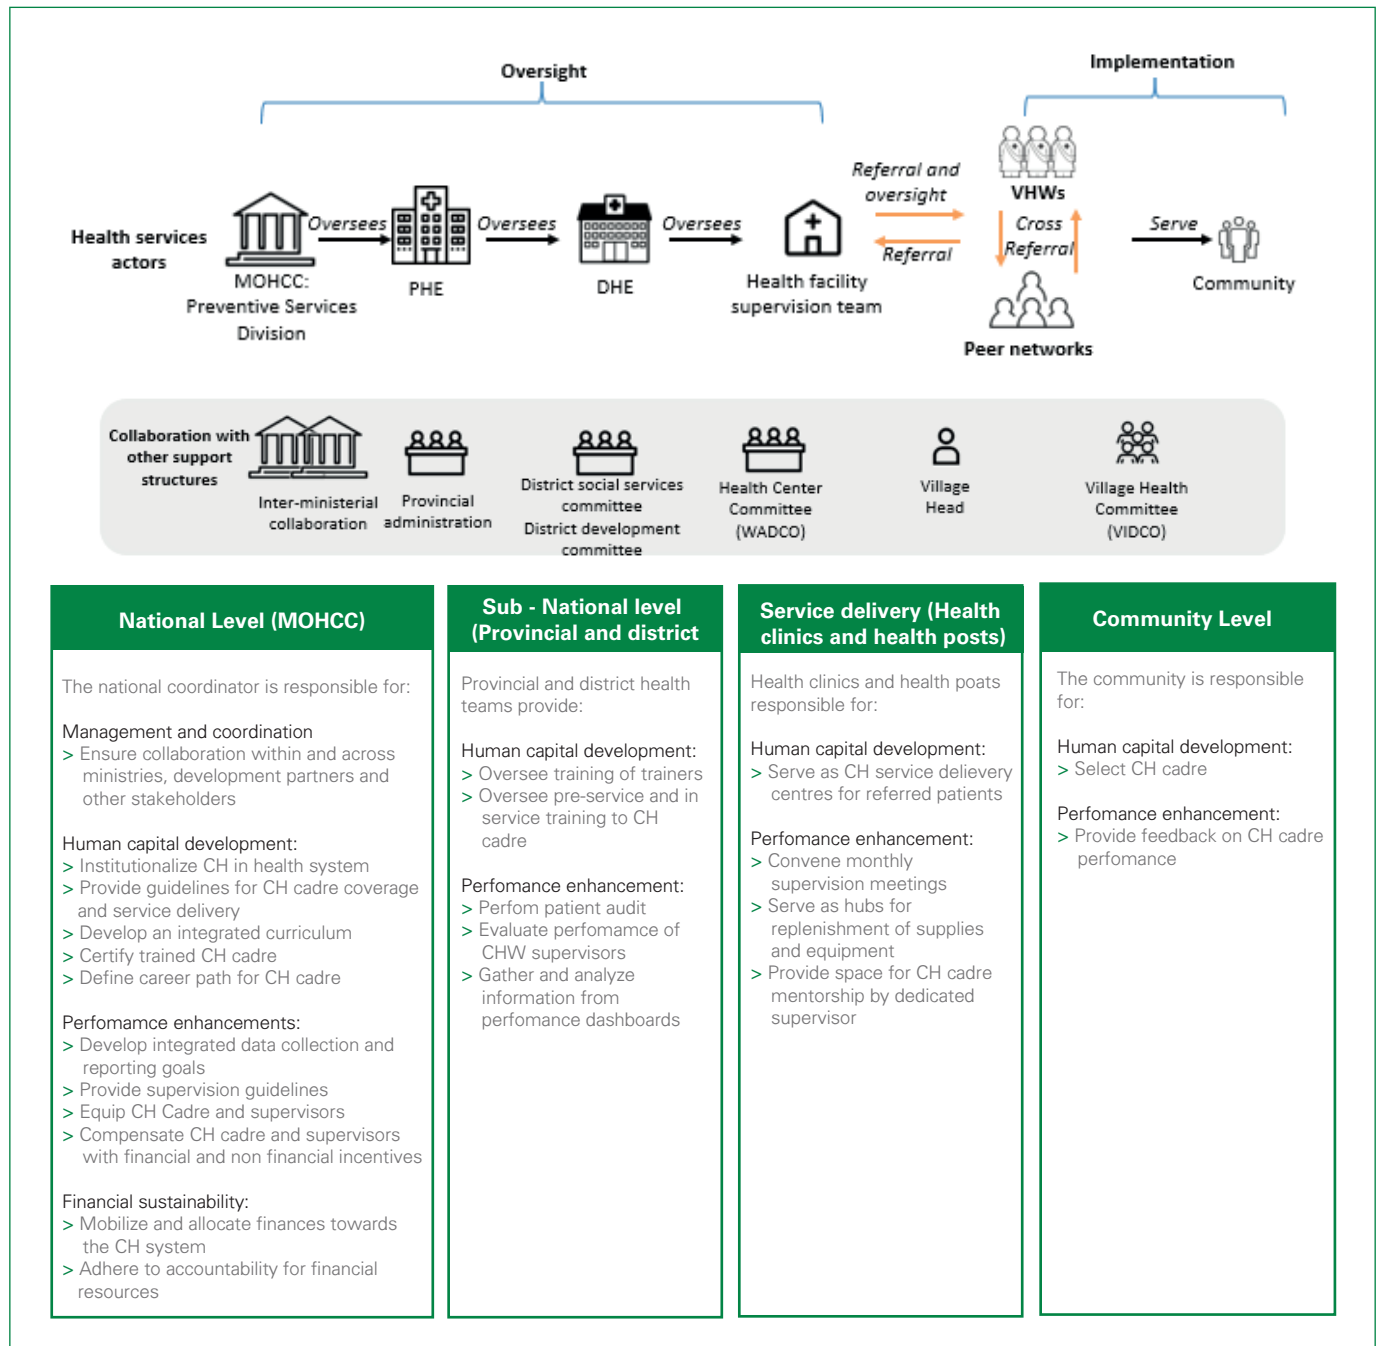 Oversight
Implementation
Health services
actors
Oversees
Oversees
Oversees
Referral and
oversight
Referral
VHWs
Cross
Referral
Serve
MOHCC:
Preventive Services
Division
PHE
DHE
Health facility
supervision team
Peer networks
Community
Collaboration with
other support
structures
Inter-ministerial
collaboration
Provincial
administration
District social services
committee
District development
committee
Health Center
Committee
(WADCO)
Village
Head
Village Health
Committee
(VIDCO)
National Level (MOHCC)
The national coordinator is responsible for:
Management and coordination
> Ensure collaboration within and across
ministries, development partners and
other stakeholders
Human capital development:
> Institutionalize CH in health system
> Provide guidelines for CH cadre coverage
and service delivery
> Develop an integrated curriculum
> Certify trained CH cadre
> Define career path for CH cadre
Perfomamce enhancements:
> Develop integrated data collection and
reporting goals
> Provide supervision guidelines
> Equip CH Cadre and supervisors
> Compensate CH cadre and supervisors
with financial and non financial incentives
Financial sustainability:
> Mobilize and allocate finances towards
the CH system
> Adhere to accountability for financial
resources
Sub - National level
(Provincial and district
Provincial and district health
teams provide:
Human capital development:
> Oversee training of trainers
> Oversee pre-service and in
service training to CH
cadre
Perfomance enhancement:
> Perfom patient audit
> Evaluate perfomamce of
CHW supervisors
> Gather and analyze
information from
perfomance dashboards
Service delivery (Health
clinics and health posts)
Health clinics and health poats
responsible for:
Human capital development:
> Serve as CH service delievery
centres for referred patients
Perfomance enhancement:
> Convene monthly
supervision meetings
> Serve as hubs for
replenishment of supplies
and equipment
> Provide space for CH cadre
mentorship by dedicated
supervisor
Community Level
The community is responsible
for:
Human capital development:
> Select CH cadre
Perfomance enhancement:
> Provide feedback on CH cadre
perfomance